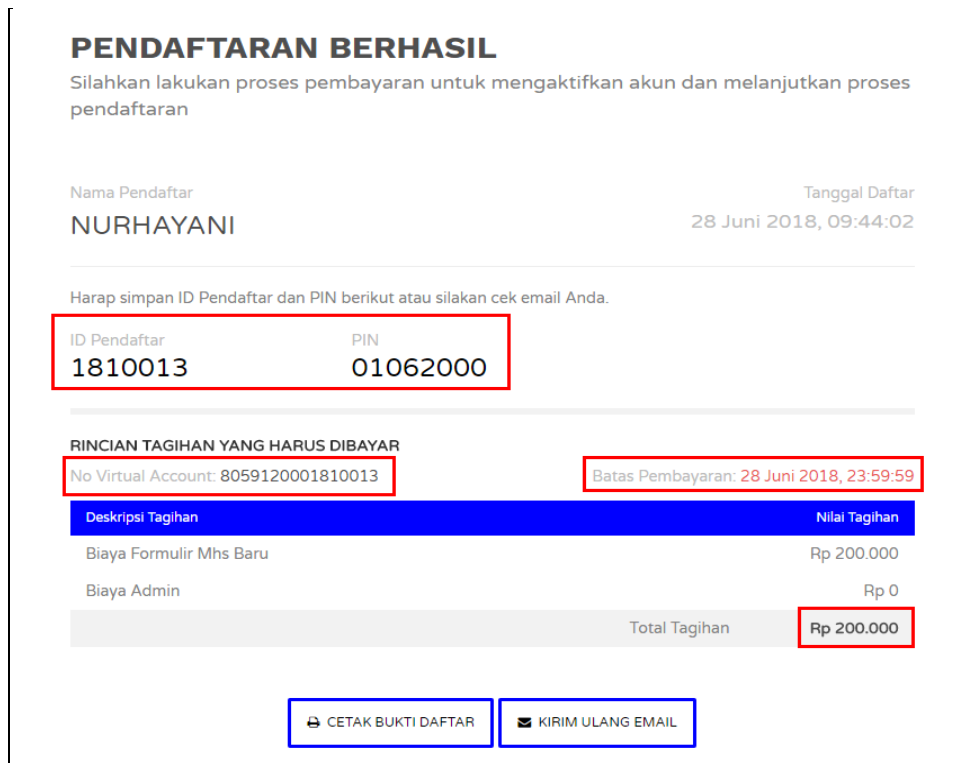 PENDAFTARAN BERHASIL
Silahkan lakukan proses pembayaran untuk mengaktifkan akun dan melanjutkan proses
pendaftaran
Nama Pendaftar
NURHAYANI
Tanggal Daftar
28 Juni 2018, 09:44:02
Harap simpan ID Pendaftar dan PIN berikut atau silakan cek email Anda.
ID Pendaftar
1810013
PIN
01062000
RINCIAN TAGIHAN YANG HARUS DIBAYAR
No Virtual Account: 8059120001810013
Batas Pembayaran: 28 Juni 2018, 23:59:59
Deskripsi Tagihan Nilai Tagihan
Biaya Formulir Mhs Baru Rp 200.000
Biaya Admin Rp 0
Total Tagihan Rp 200.000
CETAK BUKTI DAFTAR
KIRIM ULANG EMAIL